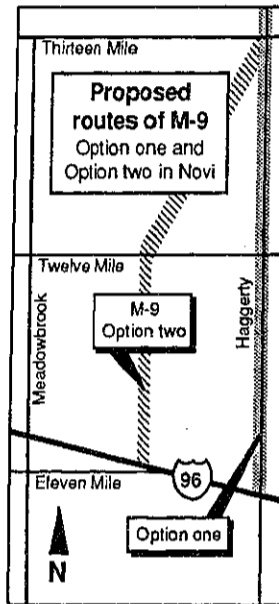 Thirteen Mile
Proposed
routes of M-9
Option one and
Option two in Novi
Twelve Mile
M-9
Option two
Meadowbrook
Haggerty
Eleven Mile
96
Option one
N